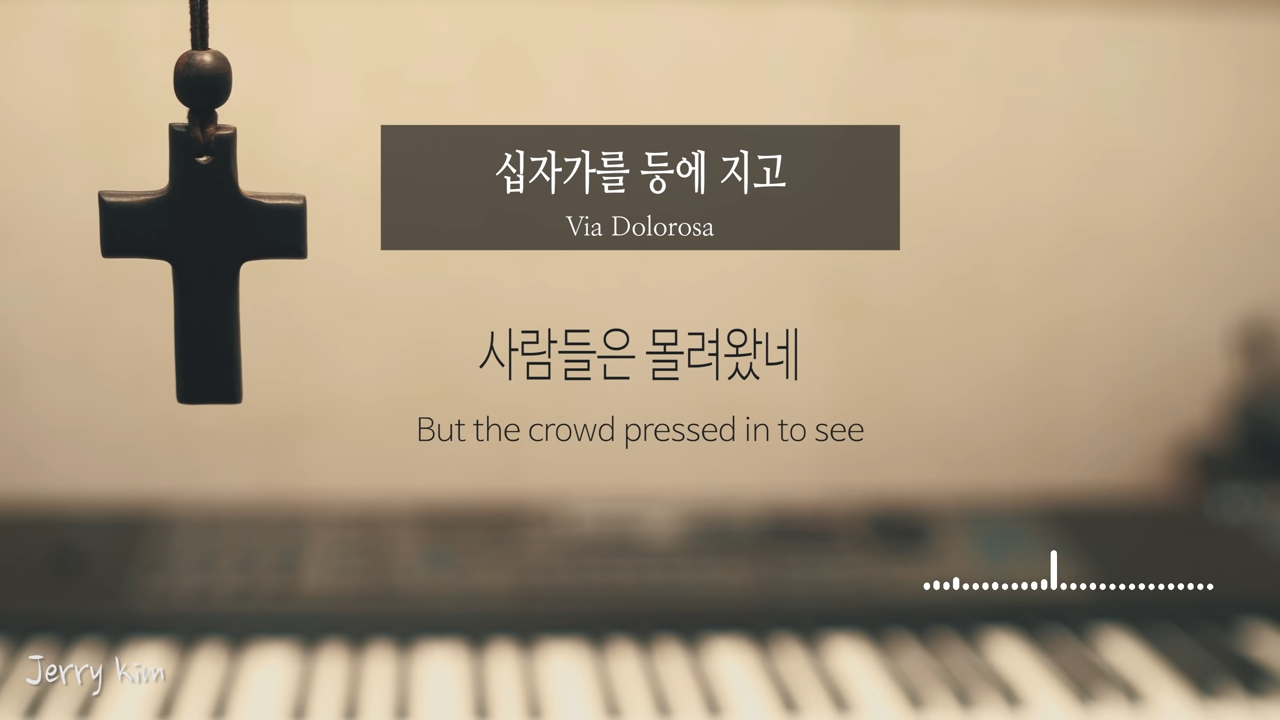 십자가를 등에 지고
Via Dolorosa
사람들은 몰려왔네
But the crowd pressed in to see
Jerry Kim